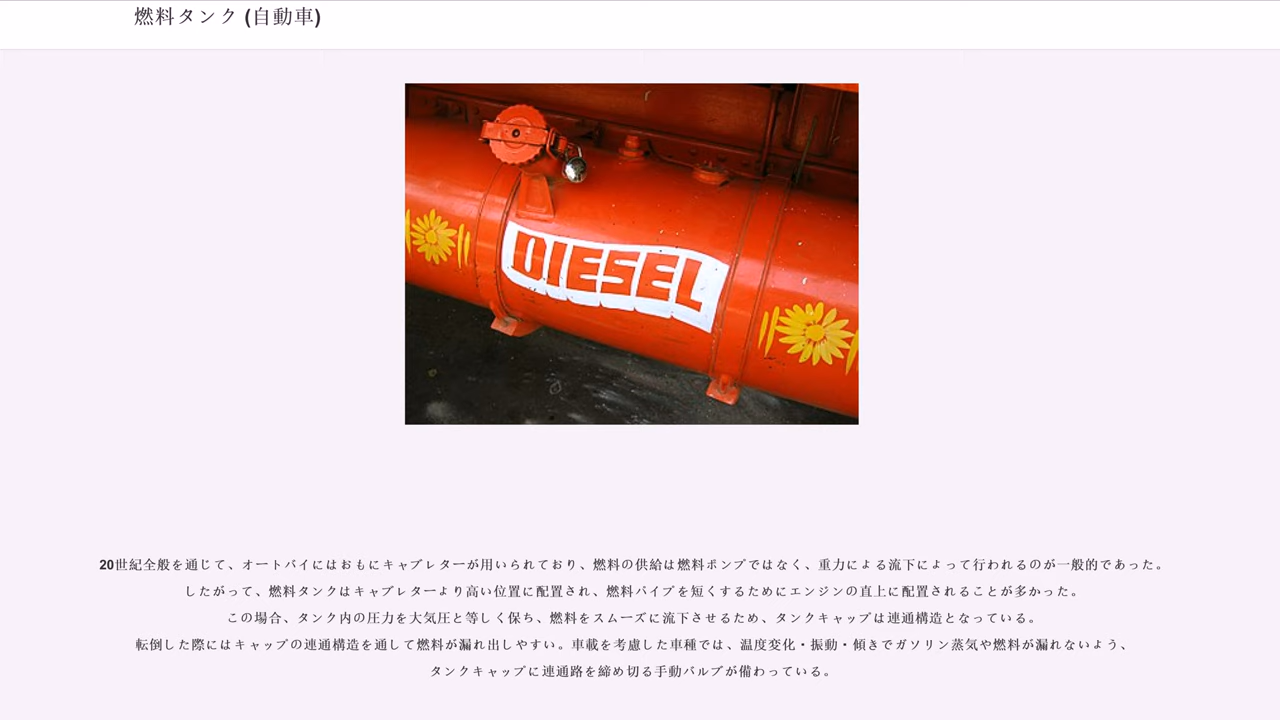 燃料タンク (自動車)
DIESEL
20世紀全般を通じて、オートバイにはおもにキャブレターが用いられており、燃料の供給は燃料ポンプではなく、重力による流下によって行われるのが一般的であった。
したがって、燃料タンクはキャブレターより高い位置に配置され、燃料パイプを短くするためにエンジンの直上に配置されることが多かった。
この場合、タンク内の圧力を大気圧と等しく保ち、燃料をスムーズに流下させるため、タンクキャップは連通構造となっている。
転倒した際にはキャップの連通構造を通して燃料が漏れ出しやすい。車載を考慮した車種では、温度変化・振動・傾きでガソリン蒸気や燃料が漏れないよう、
タンクキャップに連通路を締め切る手動バルブが備わっている。